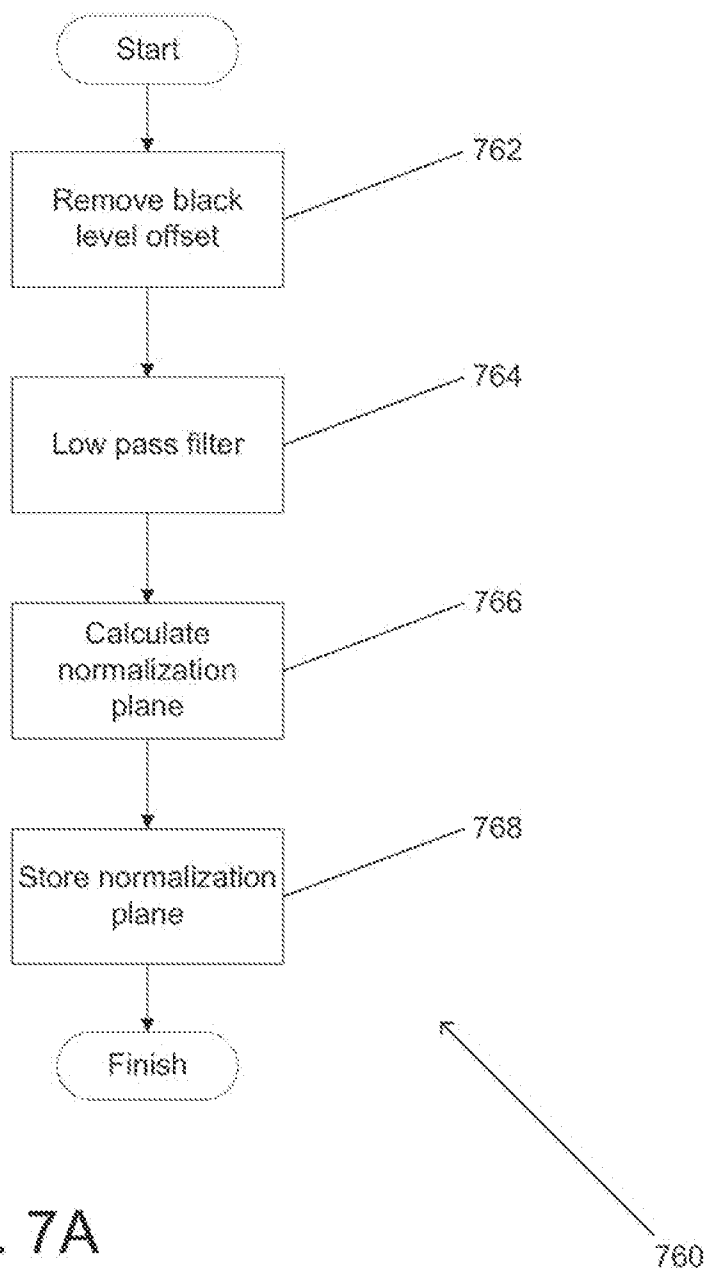 Start
Remove black
level offset
762
Low pass filter
764
Calculate
normalization
plane
766
Store normalization
plane
768
Finish
. 7A
760